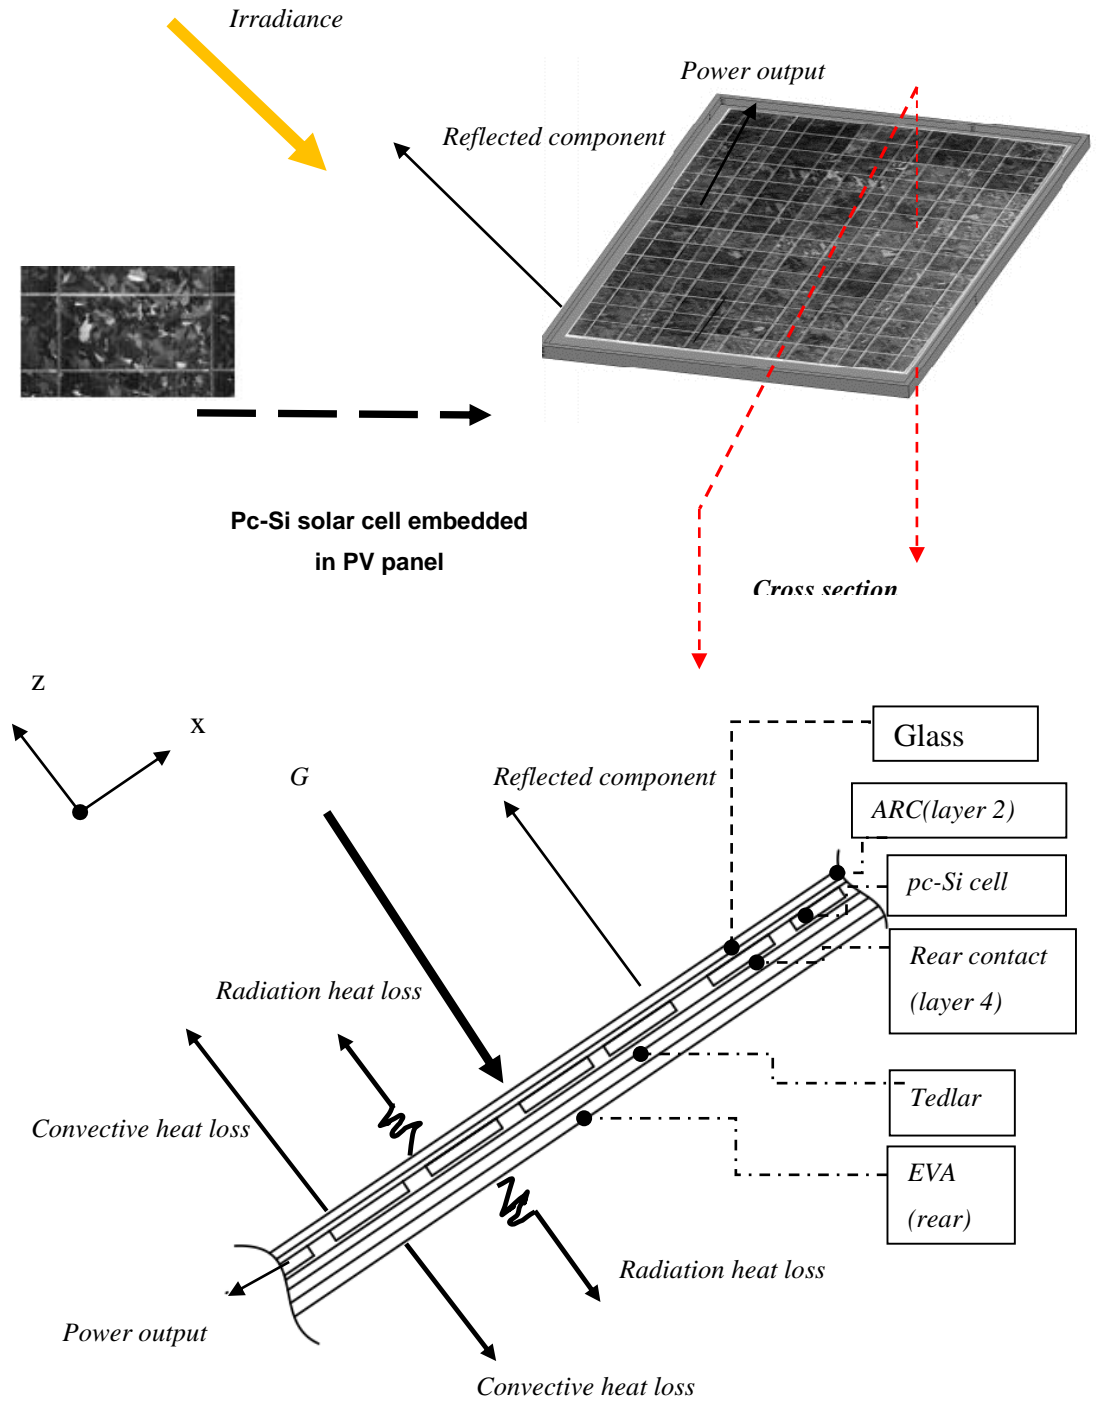 Irradiance
Power output
Reflected component
Pc-Si solar cell embedded
in PV panel
Cross section
z
x
G
Reflected component
Glass
ARC(layer 2)
pc-Si cell
Rear contact
(layer 4)
Radiation heat loss
Convective heat loss
Tedlar
EVA
(rear)
Radiation heat loss
Power output
Convective heat loss